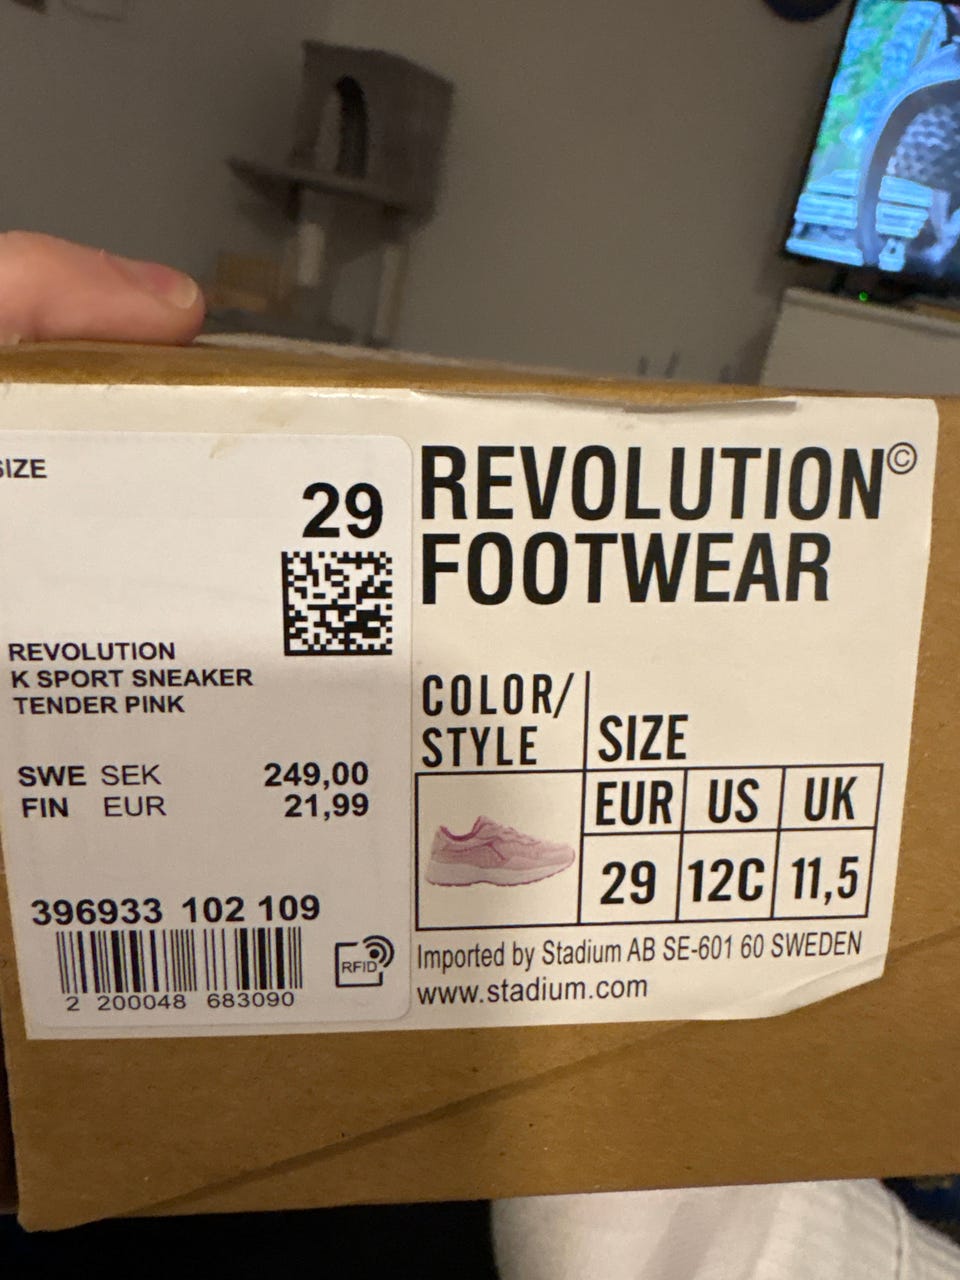 SIZE
29
REVOLUTION
K SPORT SNEAKER
TENDER PINK
SWE SEK 249,00
FIN EUR 21,99
396933 102 109
RFID
2 200048 683090
REVOLUTION©
FOOTWEAR
COLOR/
STYLE
SIZE
EUR US UK
29 12C 11,5
Imported by Stadium AB SE-601 60 SWEDEN
www.stadium.com